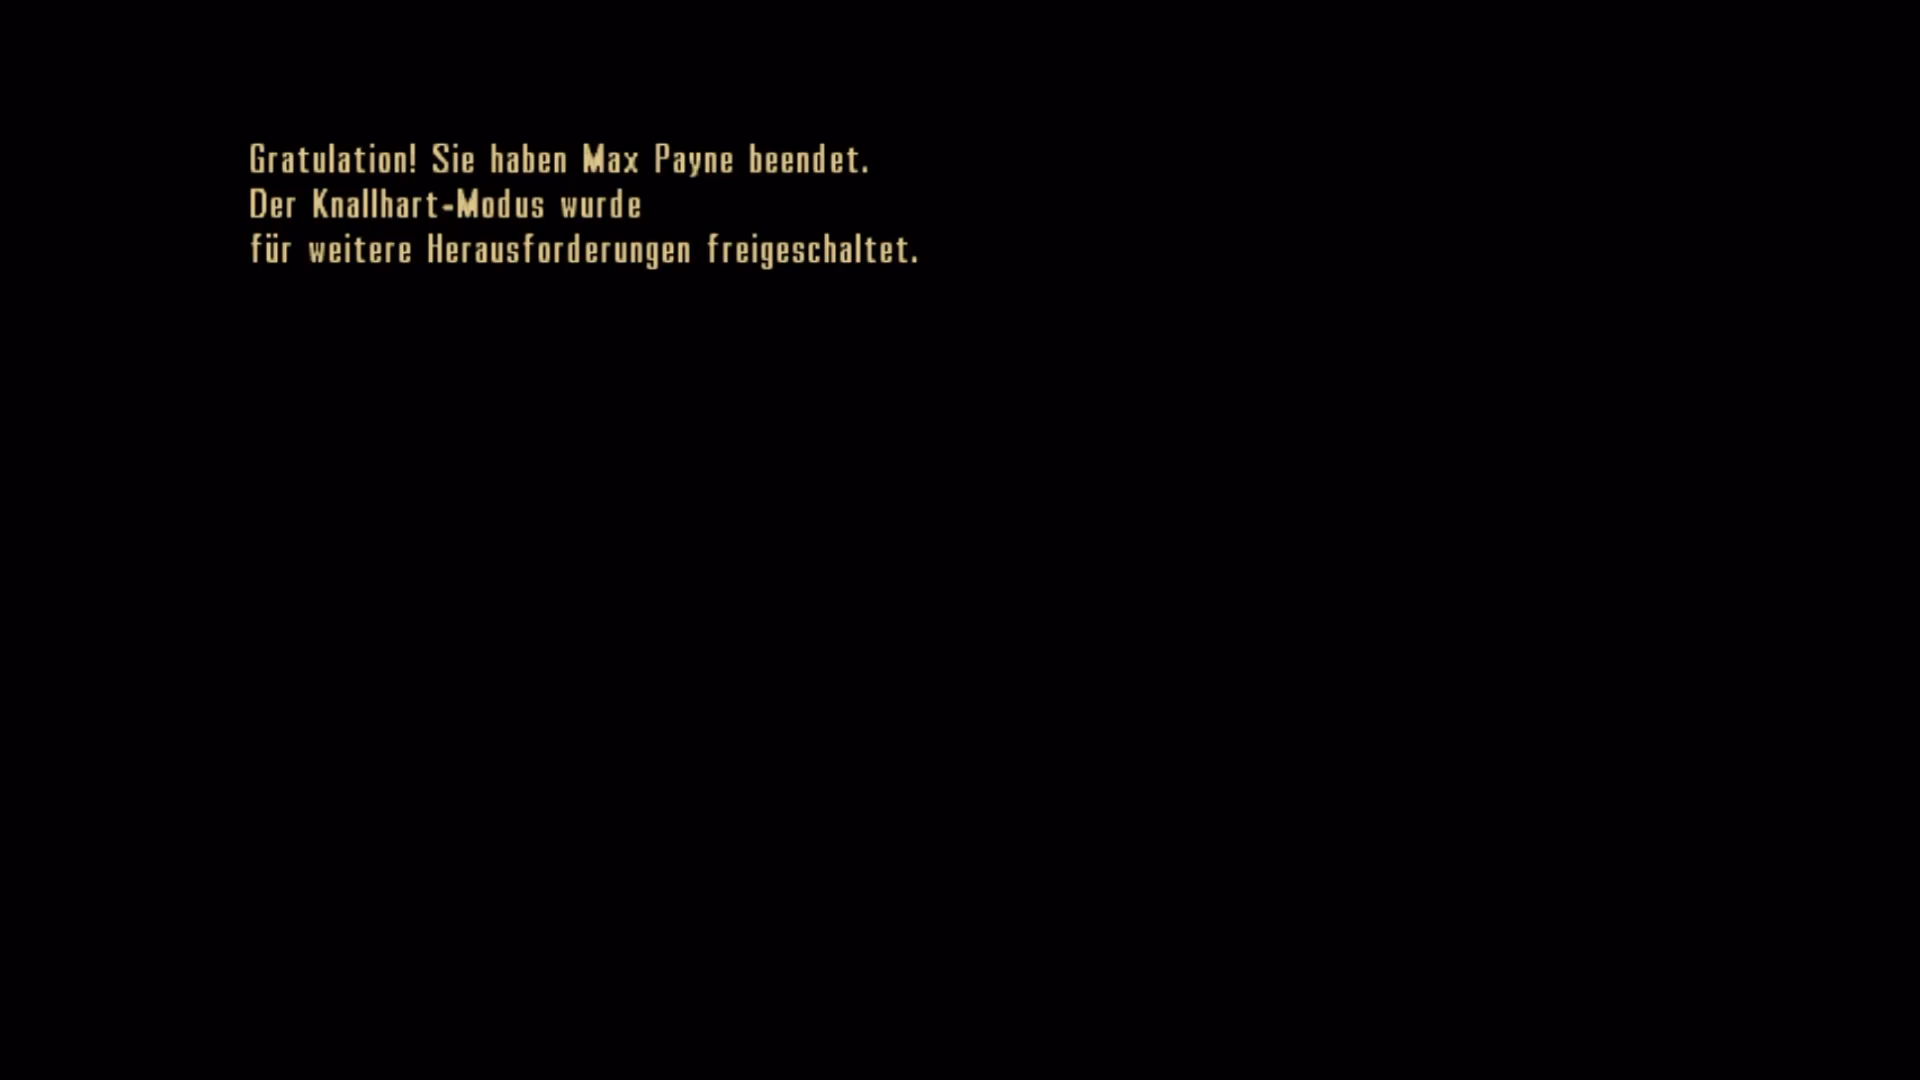 Gratulation! Sie haben Max Payne beendet.
Der Knallhart-Modus wurde
für weitere Herausforderungen freigeschaltet.